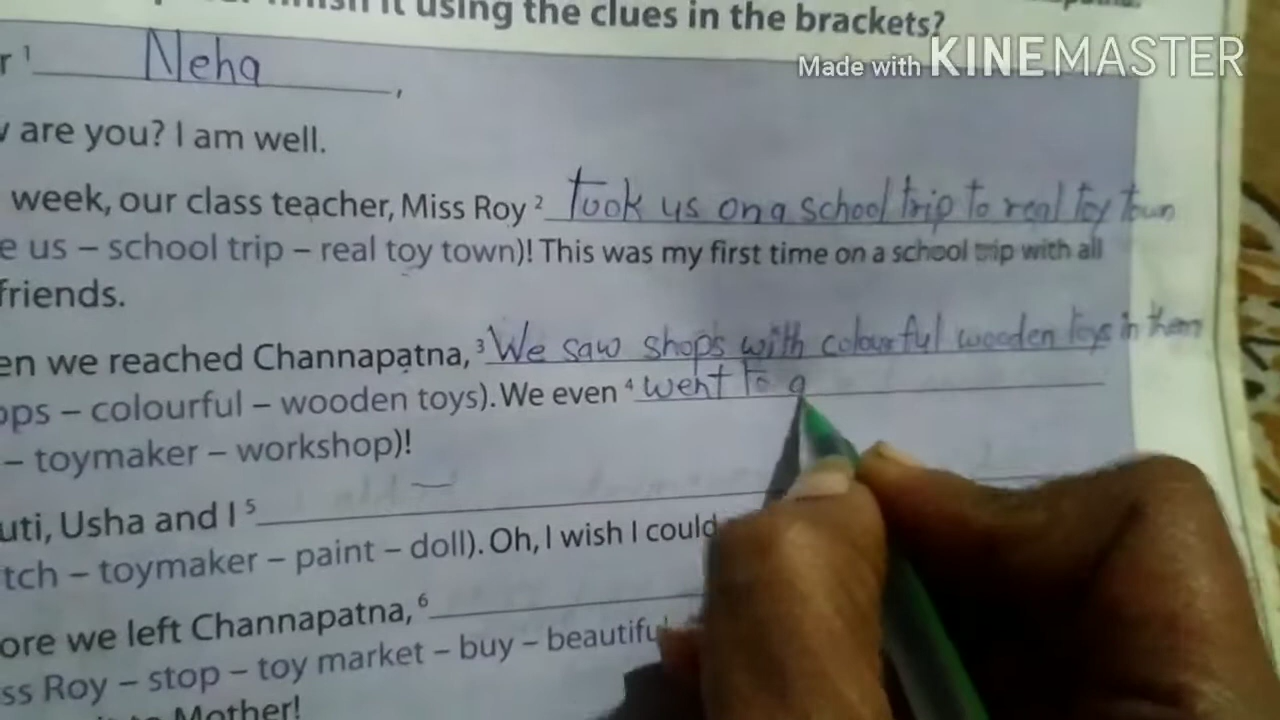 it using the clues in the brackets?
Made with KINEMASTER
r ¹ Neha ,
are you? I am well.
week, our class teacher, Miss Roy ² took us on a school trip to real toy town
e us – school trip – real toy town)! This was my first time on a school trip with all
friends.
en we reached Channapatna, ³ We saw shops with colourful wooden toys in them
ops – colourful – wooden toys). We even ⁴ went to a
– toymaker – workshop)!
uti, Usha and I ⁵
tch – toymaker – paint – doll). Oh, I wish I could
ore we left Channapatna, ⁶
ss Roy – stop – toy market – buy – beautiful
Mother!